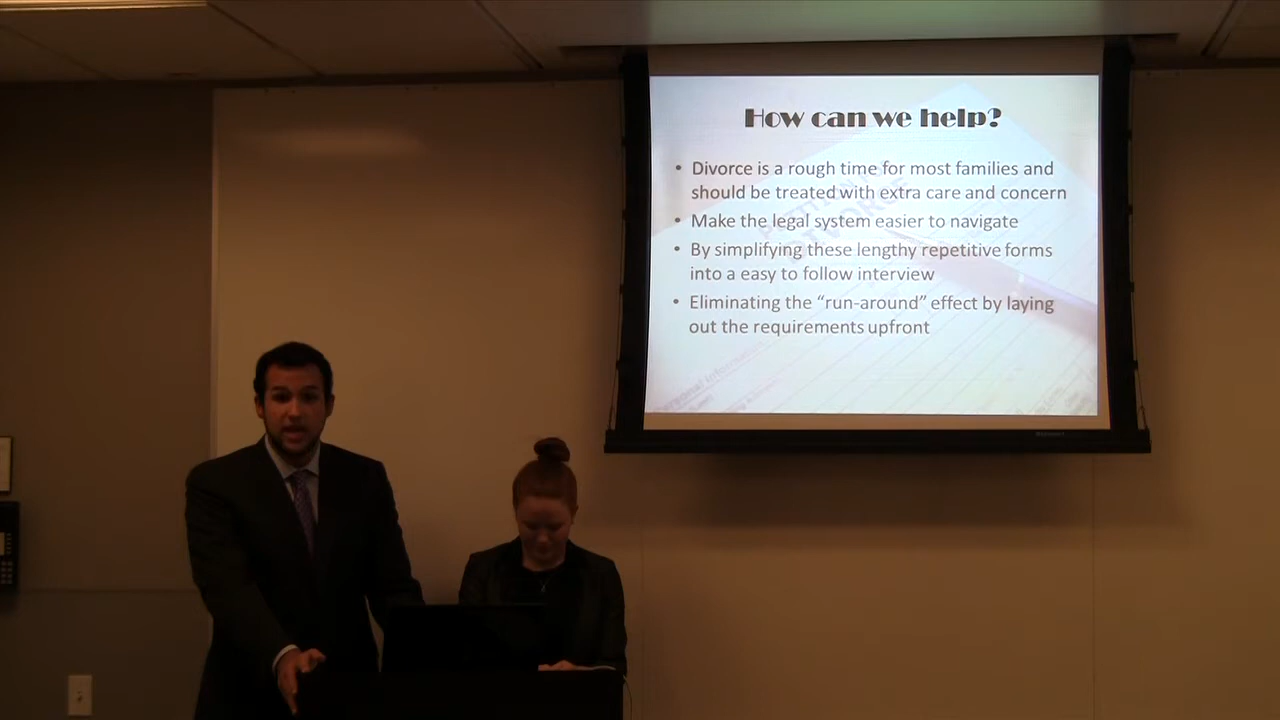 How can we help?
• Divorce is a rough time for most families and
should be treated with extra care and concern
• Make the legal system easier to navigate
• By simplifying these lengthy repetitive forms
into a easy to follow interview
• Eliminating the “run-around” effect by laying
out the requirements upfront
DIVORCE